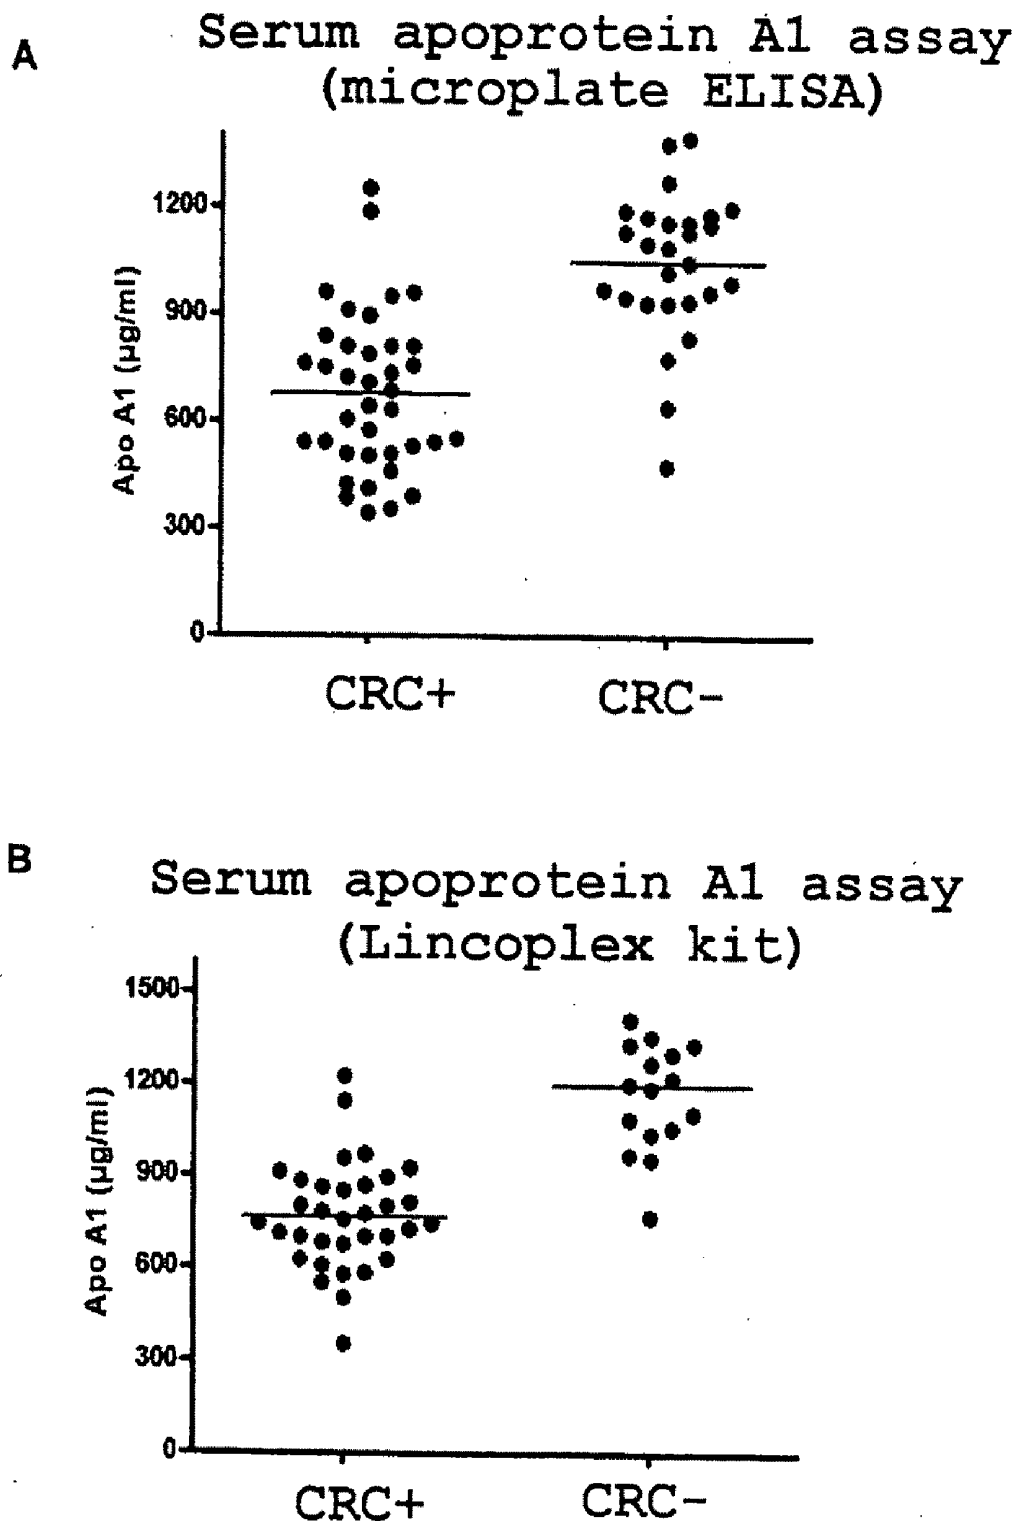 A
Serum apoprotein A1 assay
(microplate ELISA)
Apo A1 (µg/ml)
1200
900
600
300
0
CRC+ CRC-
B
Serum apoprotein A1 assay
(Lincoplex kit)
Apo A1 (µg/ml)
1500
1200
900
600
300
0
CRC+ CRC-